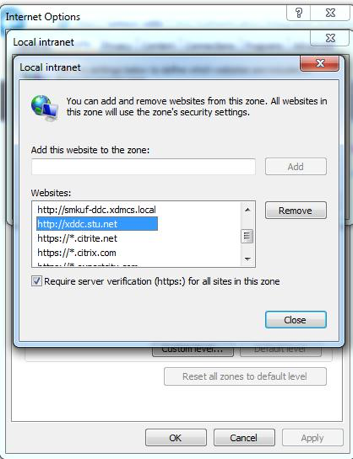 Internet Options
Local intranet
Local intranet
You can add and remove websites from this zone. All websites in
this zone will use the zone's security settings.
Add this website to the zone:
Add
Websites:
http://smkuf-ddc.xdmcs.local
Remove
http://xddc.stu.net
https://*.citrite.net
https://*.citrix.com
Require server verification (https:) for all sites in this zone
Close
Custom level...
Default level
Reset all zones to default level
OK
Cancel
Apply